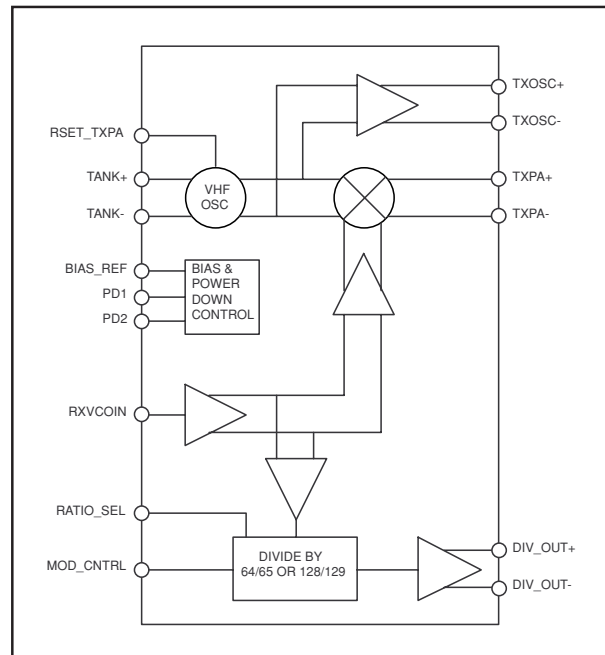 TXOSC+
TXOSC-
RSET_TXPA
TANK+
VHF
OSC
TXPA+
TANK-
TXPA-
BIAS_REF
PD1
PD2
BIAS &
POWER
DOWN
CONTROL
RXVCOIN
RATIO_SEL
MOD_CNTRL
DIVIDE BY
64/65 OR 128/129
DIV_OUT+
DIV_OUT-